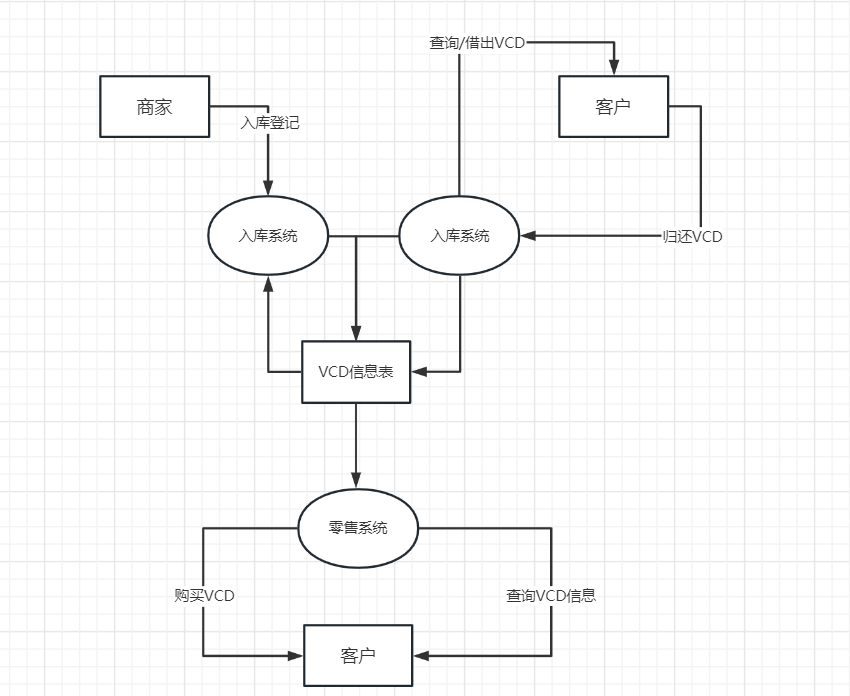 查询/借出VCD
商家
客户
入库登记
入库系统
入库系统
归还VCD
VCD信息表
零售系统
购买VCD
查询VCD信息
客户